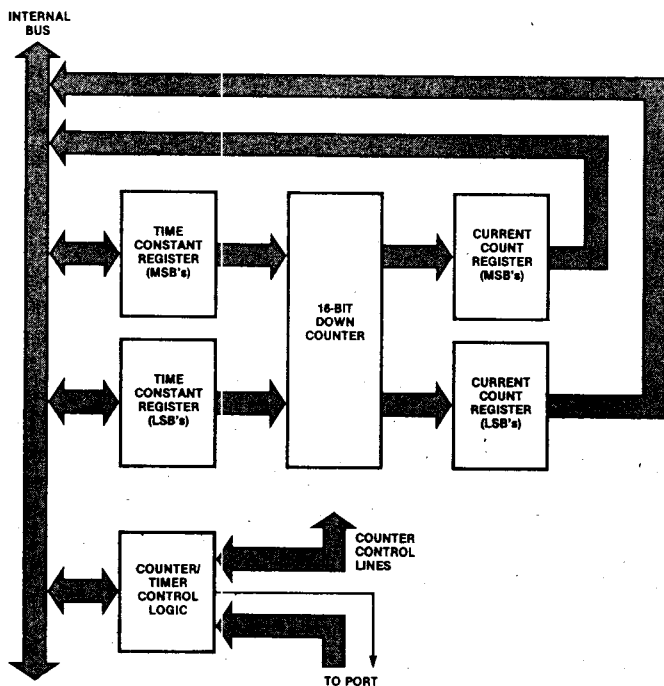 INTERNAL
BUS
TIME
CONSTANT
REGISTER
(MSB's)
16-BIT
DOWN
COUNTER
CURRENT
COUNT
REGISTER
(MSB's)
TIME
CONSTANT
REGISTER
(LSB's)
CURRENT
COUNT
REGISTER
(LSB's)
COUNTER/
TIMER
CONTROL
LOGIC
COUNTER
CONTROL
LINES
TO PORT